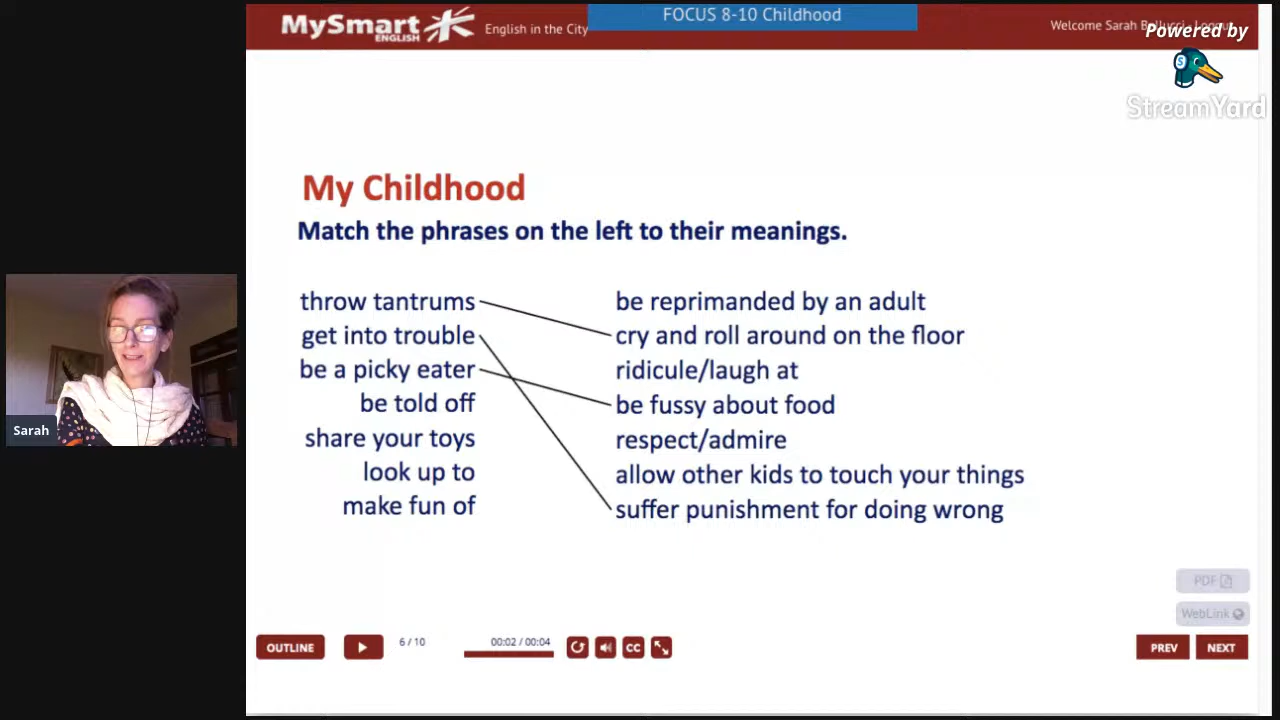 MySmart
ENGLISH
English in the City
FOCUS 8-10 Childhood
Welcome Sarah
Powered by
StreamYard
My Childhood
Match the phrases on the left to their meanings.
throw tantrums
get into trouble
be a picky eater
be told off
share your toys
look up to
make fun of
be reprimanded by an adult
cry and roll around on the floor
ridicule/laugh at
be fussy about food
respect/admire
allow other kids to touch your things
suffer punishment for doing wrong
Sarah
PDF
WebLink
OUTLINE
6 / 10
00:02 / 00:04
CC
PREV
NEXT